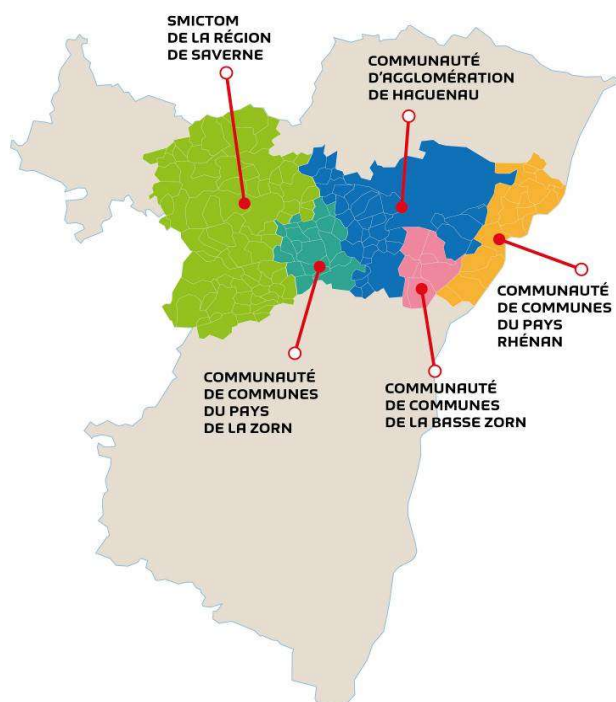 SMICTOM
DE LA RÉGION
DE SAVERNE
COMMUNAUTÉ
D'AGGLOMÉRATION
DE HAGUENAU
COMMUNAUTÉ
DE COMMUNES
DU PAYS
RHÉNAN
COMMUNAUTÉ
DE COMMUNES
DU PAYS
DE LA ZORN
COMMUNAUTÉ
DE COMMUNES
DE LA BASSE ZORN